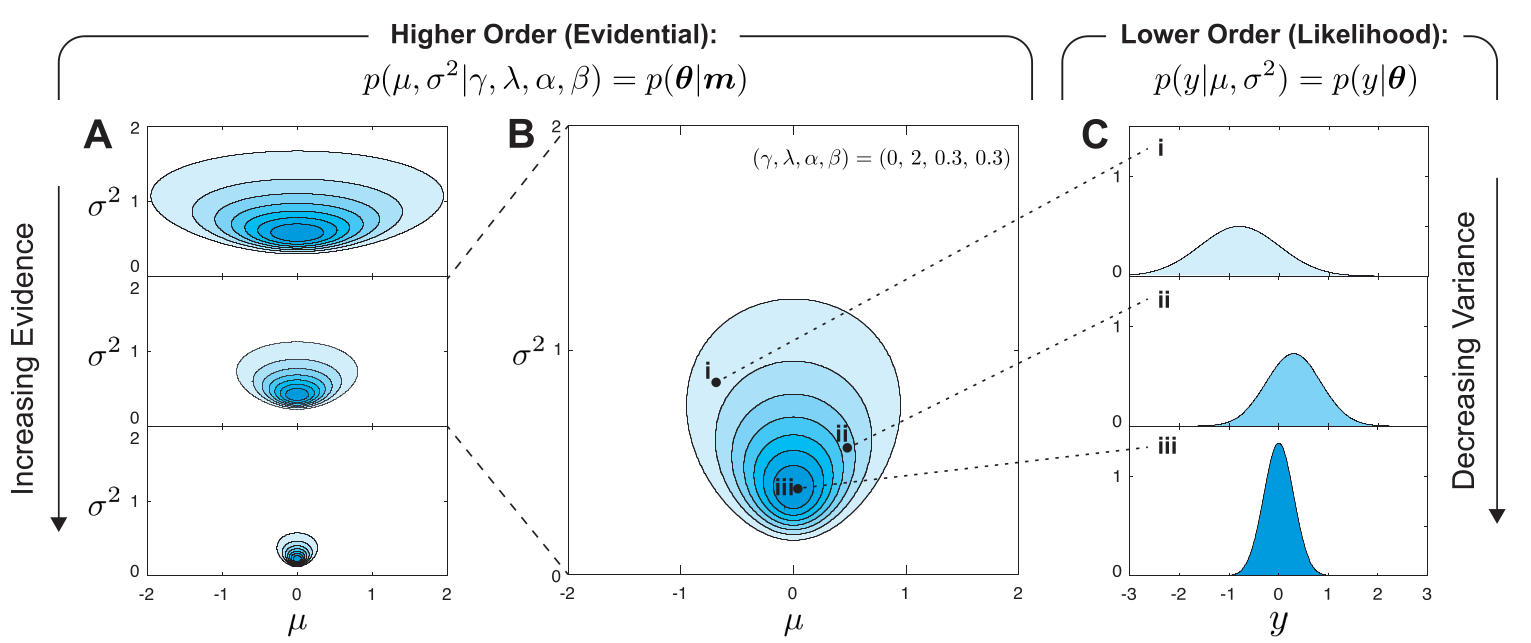 Higher Order (Evidential):
p(μ, σ²|γ, λ, α, β) = p(θ|m)
Lower Order (Likelihood):
p(y|μ, σ²) = p(y|θ)
Increasing Evidence
A
2
σ² 1
0
2
σ² 1
0
2
σ² 1
0
-2 -1 0 1 2
μ
B
2
(γ, λ, α, β) = (0, 2, 0.3, 0.3)
σ² 1
i
ii
iii
0
-2 -1 0 1 2
μ
C
i
1
0
ii
1
0
iii
1
0
-3 -2 -1 0 1 2 3
y
Decreasing Variance